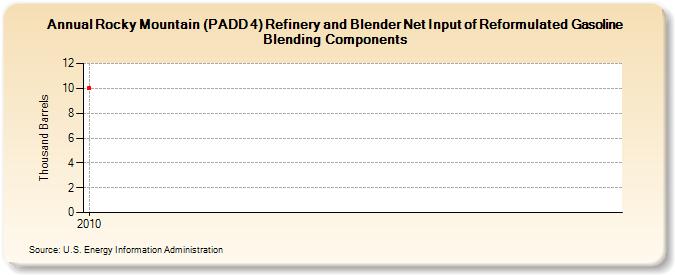 Annual Rocky Mountain (PADD 4) Refinery and Blender Net Input of Reformulated Gasoline
Blending Components
Thousand Barrels
12
10
8
6
4
2
0
2010
Source: U.S. Energy Information Administration